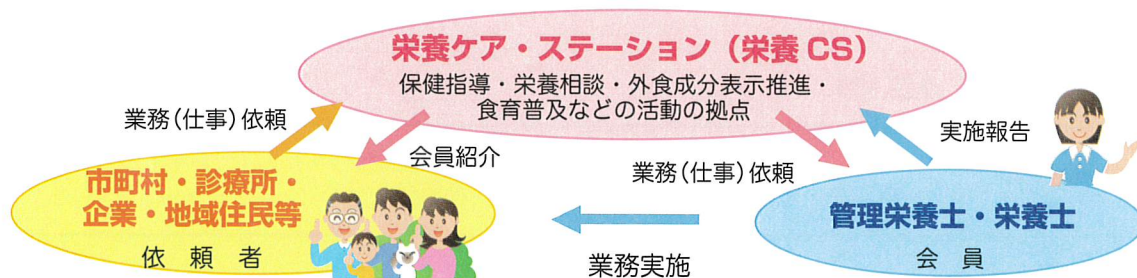 栄養ケア・ステーション（栄養 CS）
保健指導・栄養相談・外食成分表示推進・
食育普及などの活動の拠点
業務（仕事）依頼
会員紹介
業務（仕事）依頼
実施報告
市町村・診療所・
企業・地域住民等
依頼者
管理栄養士・栄養士
会員
業務実施